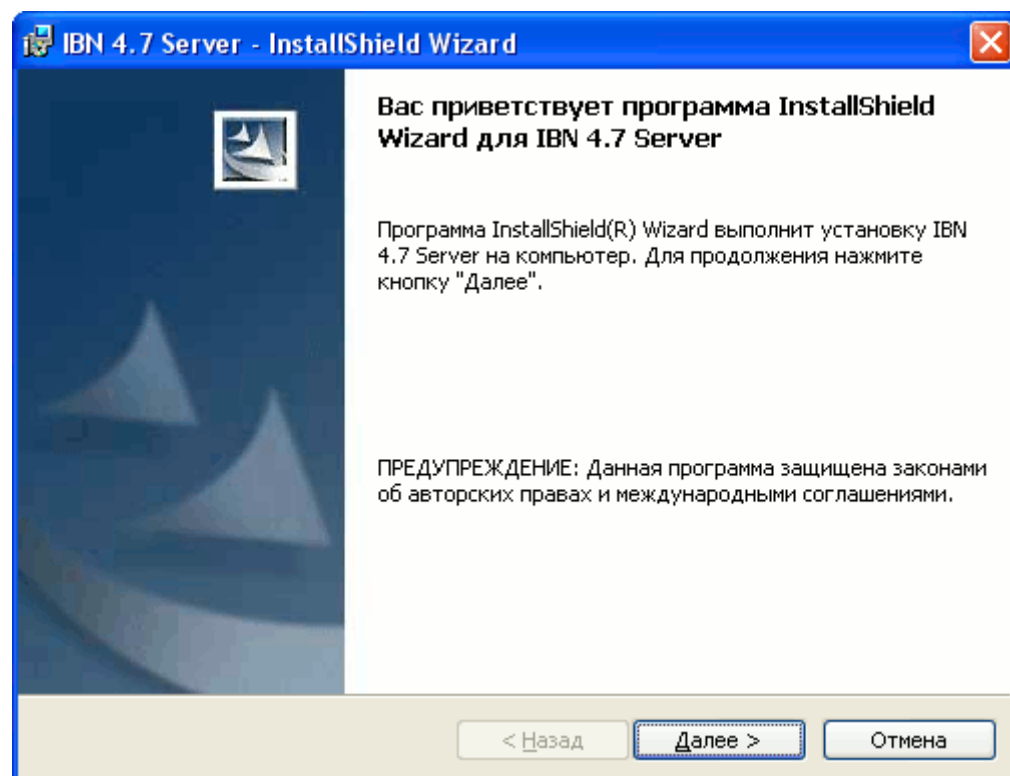 IBN 4.7 Server - InstallShield Wizard
Вас приветствует программа InstallShield
Wizard для IBN 4.7 Server
Программа InstallShield(R) Wizard выполнит установку IBN
4.7 Server на компьютер. Для продолжения нажмите
кнопку "Далее".
ПРЕДУПРЕЖДЕНИЕ: Данная программа защищена законами
об авторских правах и международными соглашениями.
< Назад Далее > Отмена